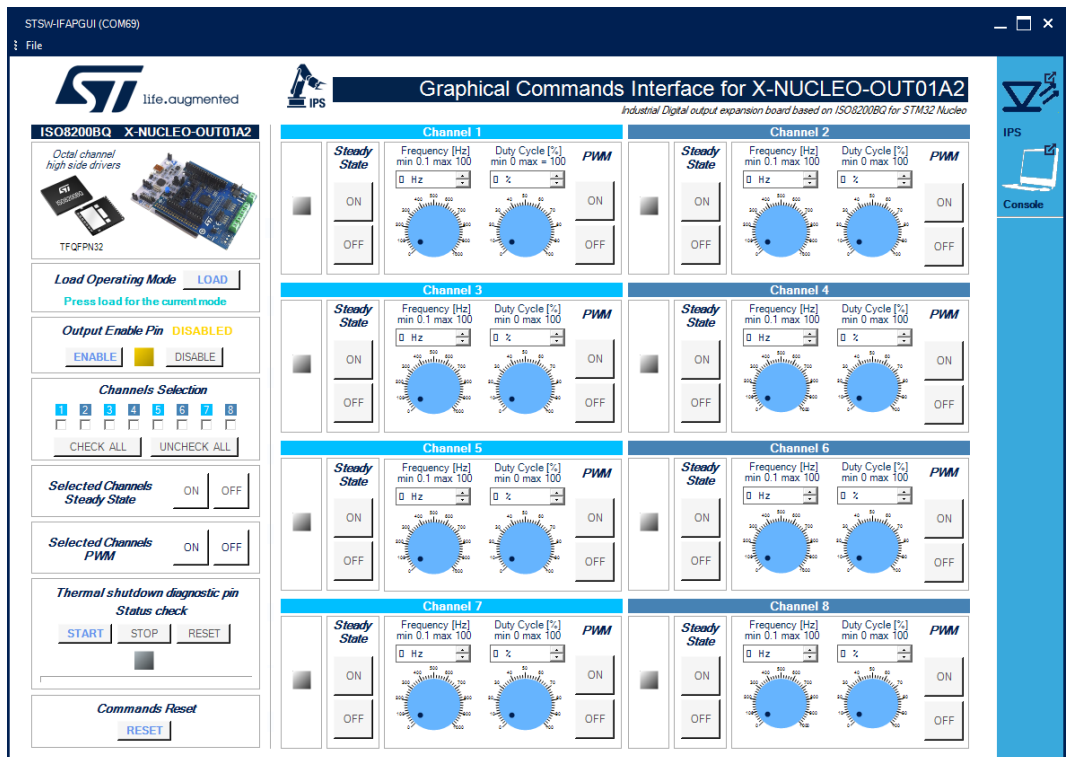 STSW-IFAPGUI (COM69)
File
ST life.augmented
IPS
Graphical Commands Interface for X-NUCLEO-OUT01A2
Industrial Digital output expansion board based on ISO8200BQ for STM32 Nucleo
IPS
Console
ISO8200BQ X-NUCLEO-OUT01A2
Octal channel
high side drivers
ISO8200BQ
TFQFPN32
Load Operating Mode LOAD
Press load for the current mode
Output Enable Pin DISABLED
ENABLE DISABLE
Channels Selection
1 2 3 4 5 6 7 8
CHECK ALL UNCHECK ALL
Selected Channels
Steady State
ON OFF
Selected Channels
PWM
ON OFF
Thermal shutdown diagnostic pin
Status check
START STOP RESET
Commands Reset
RESET
Channel 1
Steady
State
Frequency [Hz]
min 0.1 max 100
Duty Cycle [%]
min 0 max = 100
PWM
0 Hz
0 %
ON
OFF
ON
OFF
Channel 2
Steady
State
Frequency [Hz]
min 0.1 max 100
Duty Cycle [%]
min 0 max 100
PWM
0 Hz
0 %
ON
OFF
ON
OFF
Channel 3
Steady
State
Frequency [Hz]
min 0.1 max 100
Duty Cycle [%]
min 0 max 100
PWM
0 Hz
0 %
ON
OFF
ON
OFF
Channel 4
Steady
State
Frequency [Hz]
min 0.1 max 100
Duty Cycle [%]
min 0 max 100
PWM
0 Hz
0 %
ON
OFF
ON
OFF
Channel 5
Steady
State
Frequency [Hz]
min 0.1 max 100
Duty Cycle [%]
min 0 max 100
PWM
0 Hz
0 %
ON
OFF
ON
OFF
Channel 6
Steady
State
Frequency [Hz]
min 0.1 max 100
Duty Cycle [%]
min 0 max 100
PWM
0 Hz
0 %
ON
OFF
ON
OFF
Channel 7
Steady
State
Frequency [Hz]
min 0.1 max 100
Duty Cycle [%]
min 0 max 100
PWM
0 Hz
0 %
ON
OFF
ON
OFF
Channel 8
Steady
State
Frequency [Hz]
min 0.1 max 100
Duty Cycle [%]
min 0 max 100
PWM
0 Hz
0 %
ON
OFF
ON
OFF